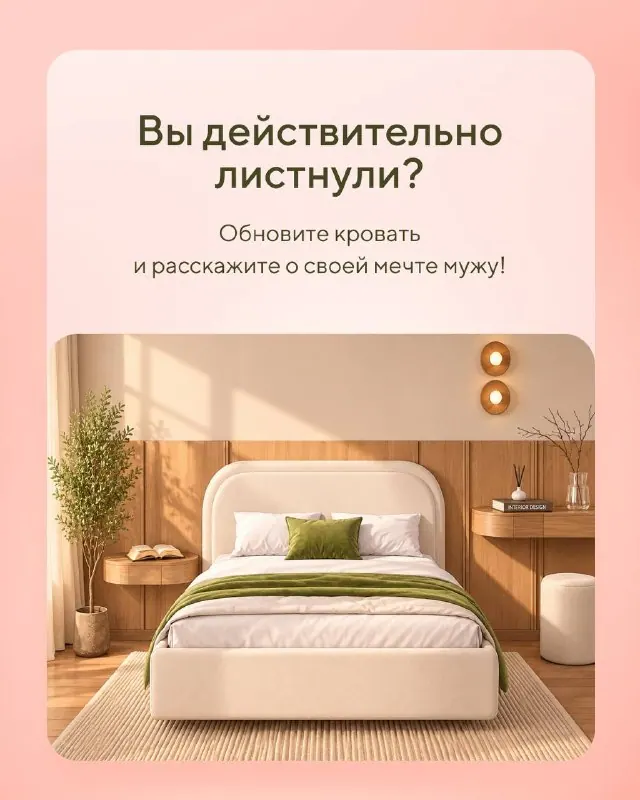 Вы действительно
листнули?
Обновите кровать
и расскажите о своей мечте мужу!
INTERIOR DESIGN